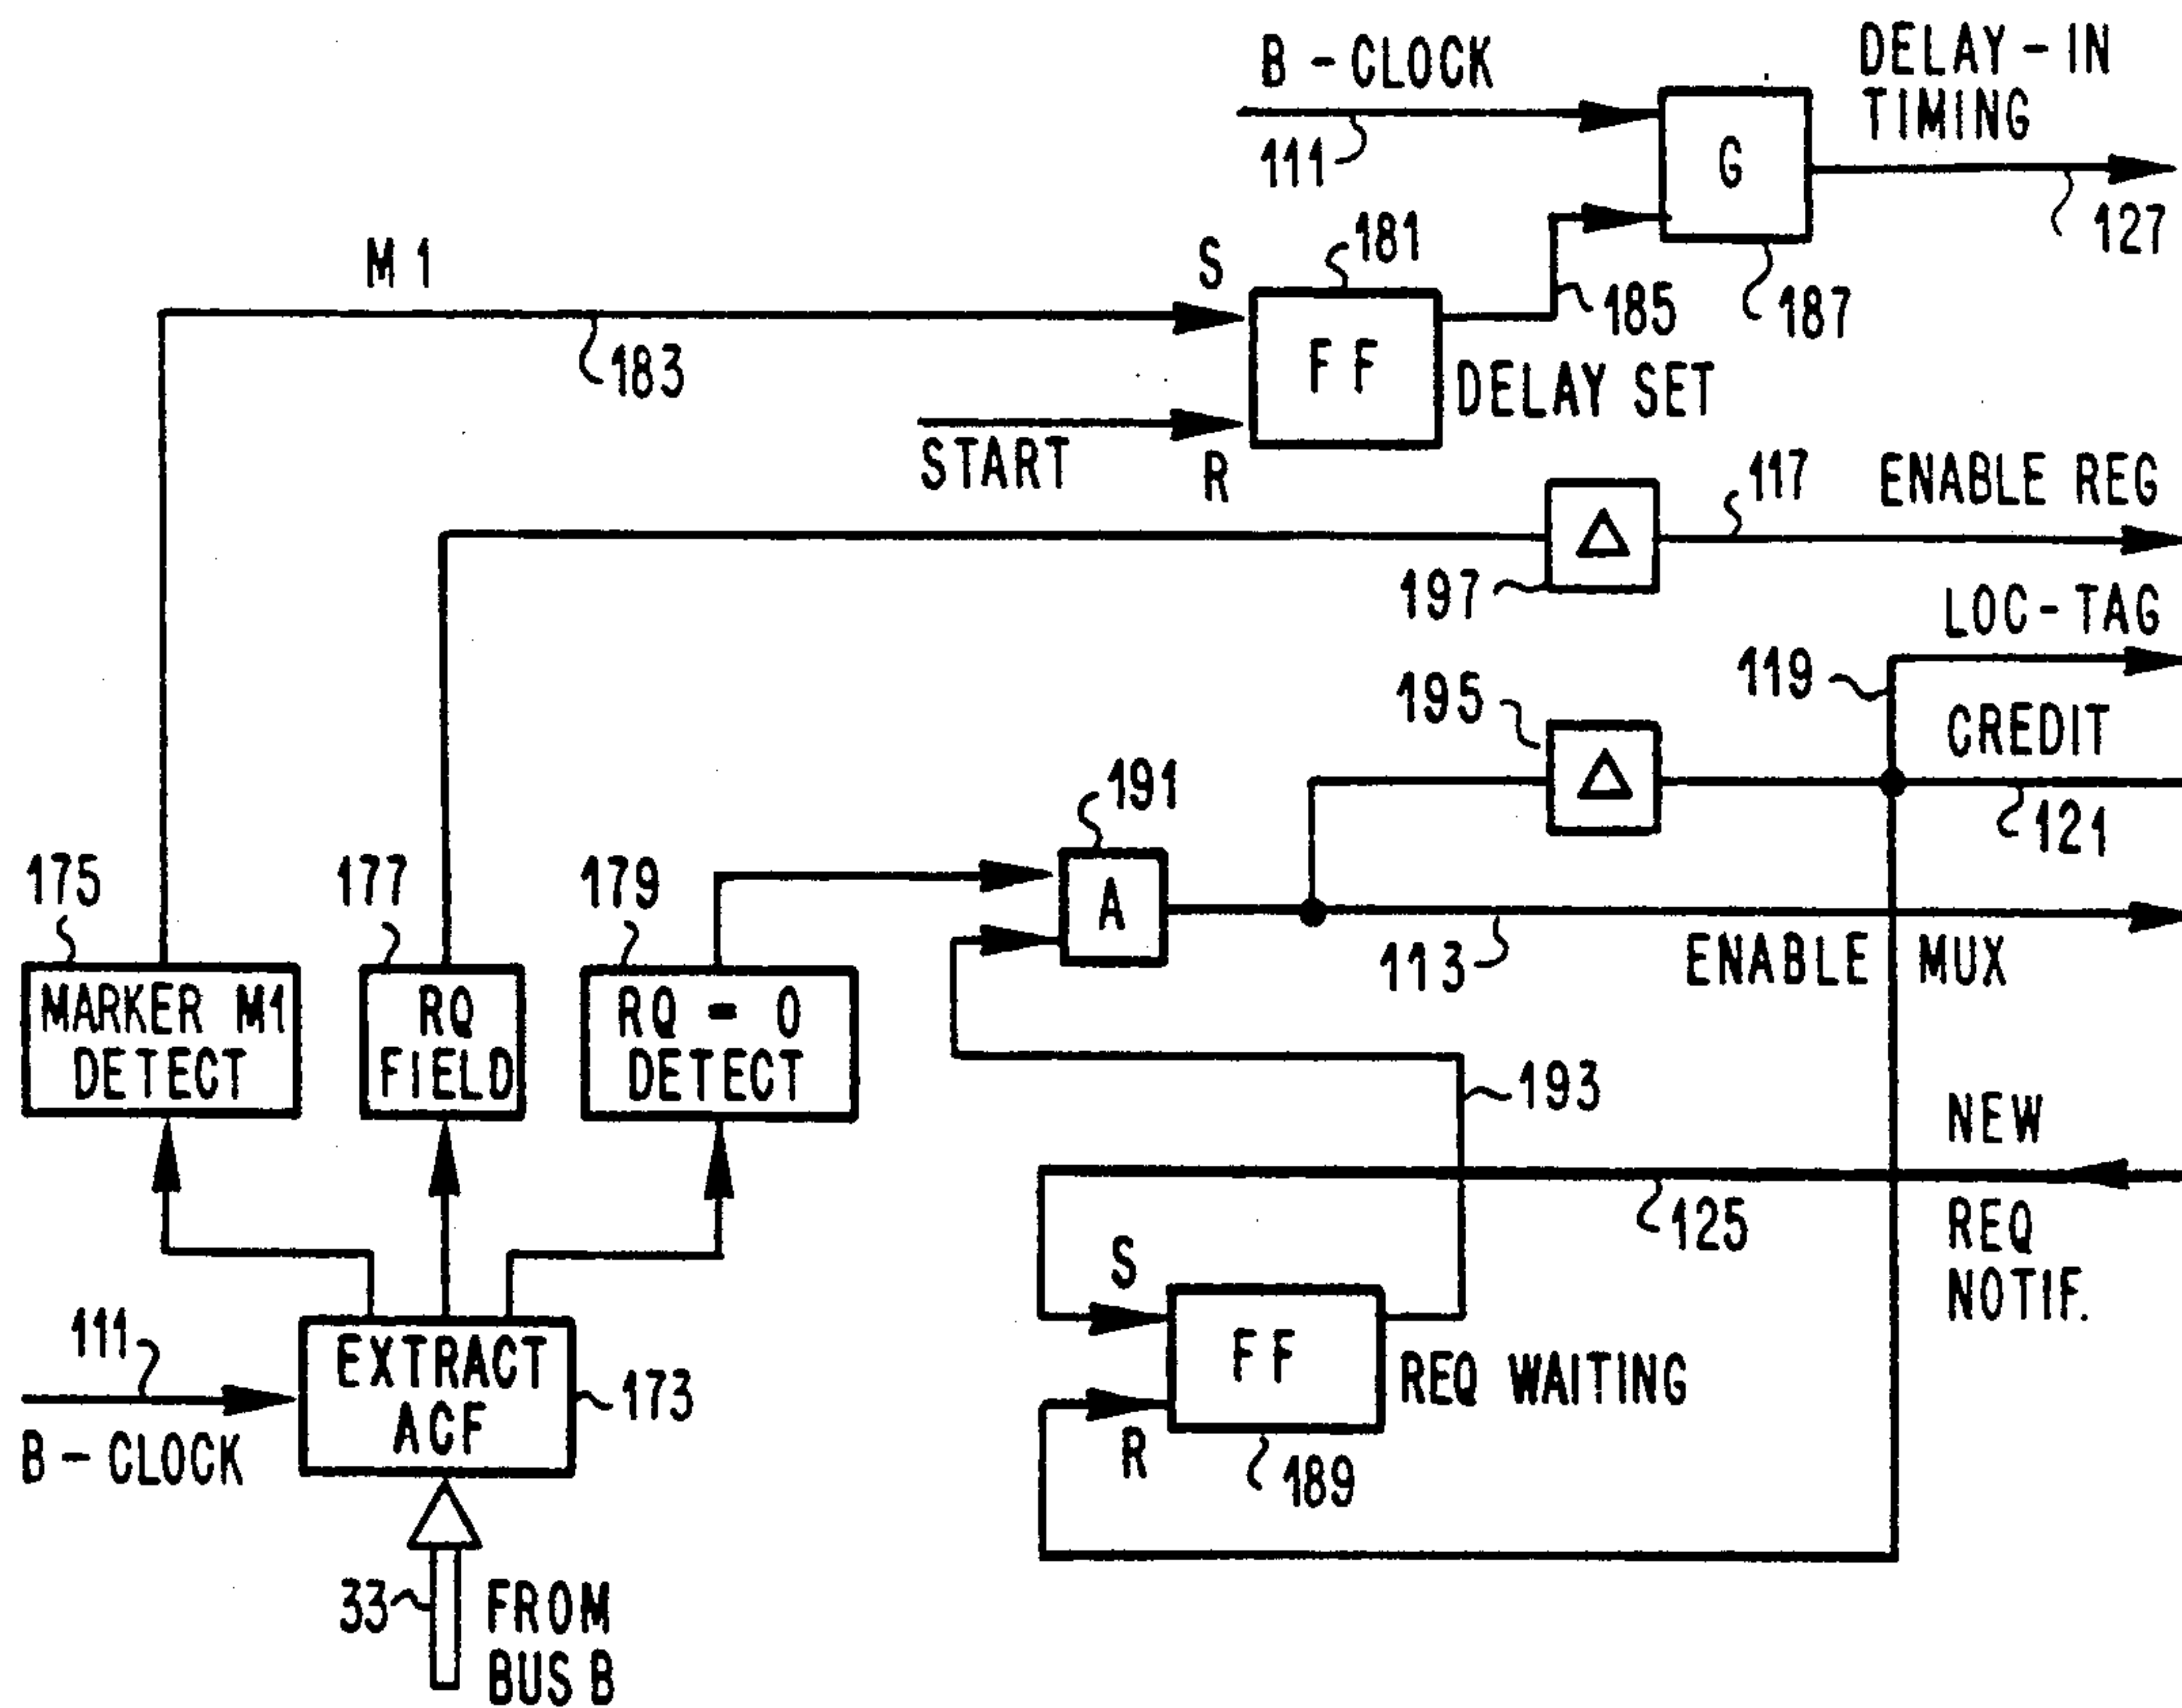 B - CLOCK
111
G
DELAY - IN
TIMING
127
187
M 1
183
S
181
F F
185
DELAY SET
START
R
117
ENABLE REG
197
△
LOC - TAG
119
195
△
CREDIT
121
191
A
113
ENABLE MUX
175
177
179
MARKER M1
DETECT
RQ
FIELD
RQ = 0
DETECT
193
NEW
REQ
NOTIF.
125
S
F F
REQ WAITING
R
189
111
B - CLOCK
EXTRACT
ACF
173
33
FROM
BUS B